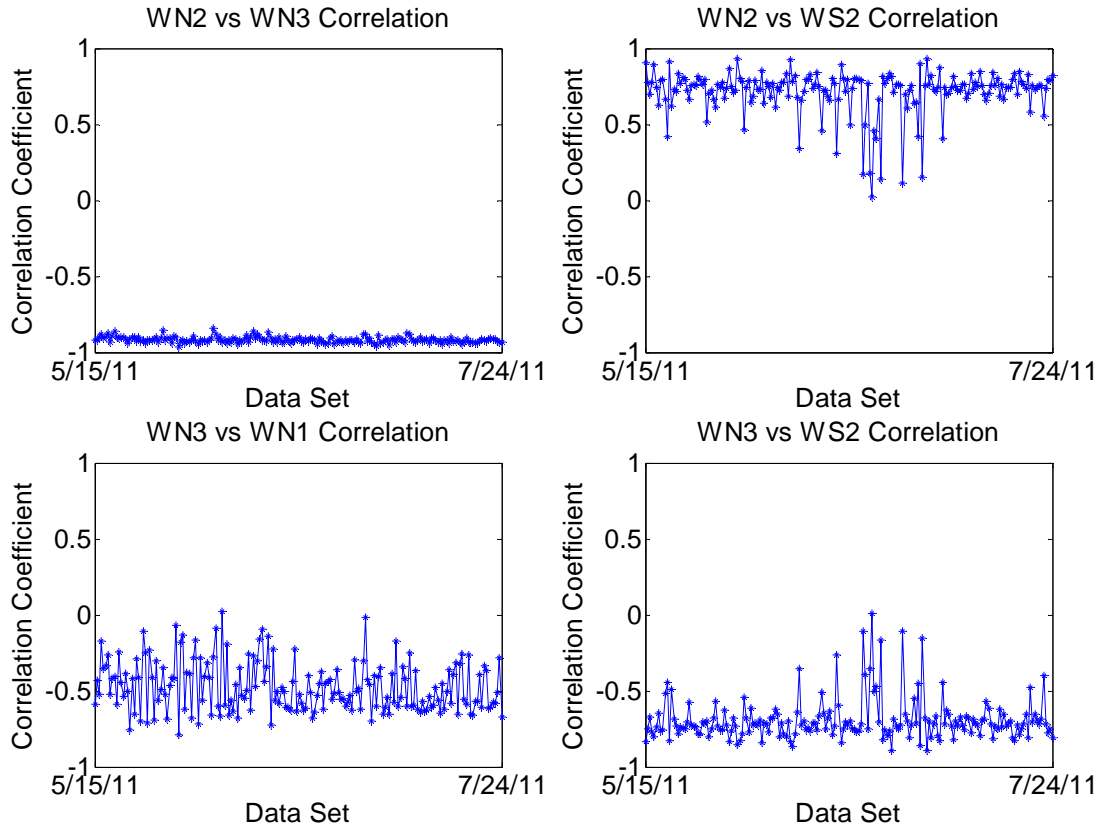 WN2 vs WN3 Correlation
1
0.5
0
-0.5
-1
Correlation Coefficient
5/15/11
7/24/11
Data Set
WN2 vs WS2 Correlation
1
0.5
0
-0.5
-1
Correlation Coefficient
5/15/11
7/24/11
Data Set
WN3 vs WN1 Correlation
1
0.5
0
-0.5
-1
Correlation Coefficient
5/15/11
7/24/11
Data Set
WN3 vs WS2 Correlation
1
0.5
0
-0.5
-1
Correlation Coefficient
5/15/11
7/24/11
Data Set